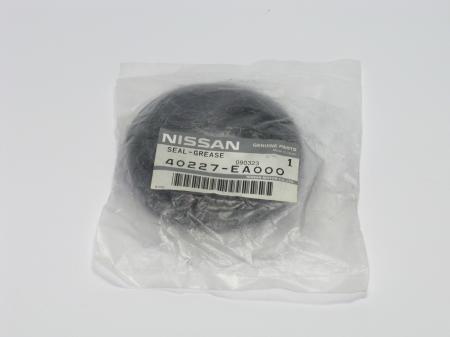 NISSAN GENUINE PARTS
SEAL-GREASE 090323 1
40227-EA000